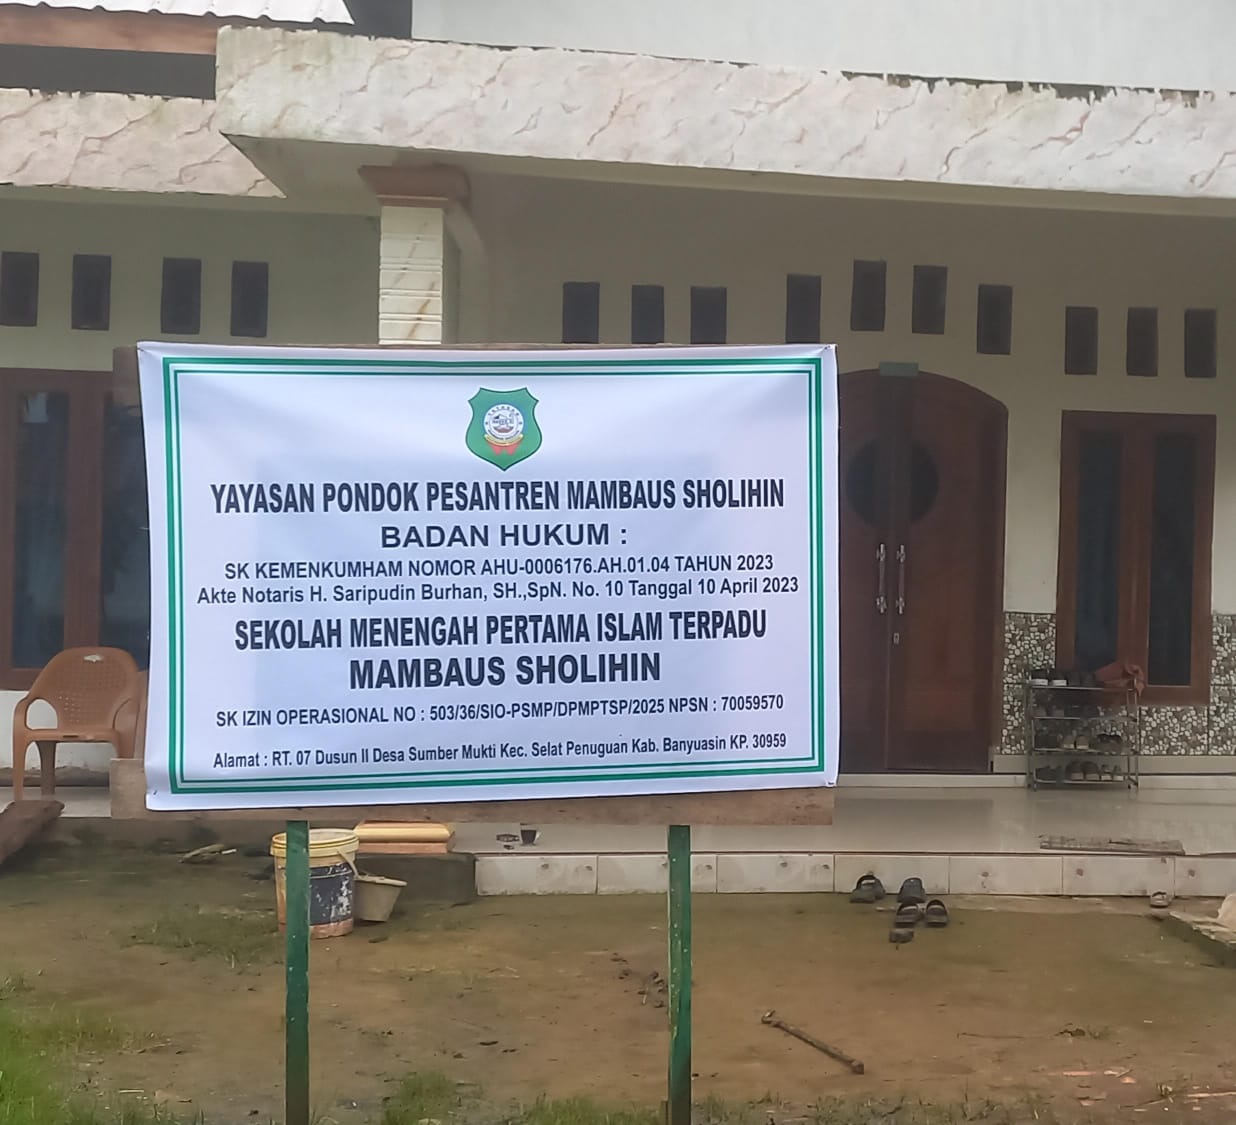 YAYASAN PONDOK PESANTREN MAMBAUS SHOLIHIN
BADAN HUKUM :
SK KEMENKUMHAM NOMOR AHU-0006176.AH.01.04 TAHUN 2023
Akte Notaris H. Saripudin Burhan, SH.,SpN. No. 10 Tanggal 10 April 2023
SEKOLAH MENENGAH PERTAMA ISLAM TERPADU
MAMBAUS SHOLIHIN
SK IZIN OPERASIONAL NO : 503/36/SIO-PSMP/DPMPTSP/2025 NPSN : 70059570
Alamat : RT. 07 Dusun II Desa Sumber Mukti Kec. Selat Penuguan Kab. Banyuasin KP. 30959